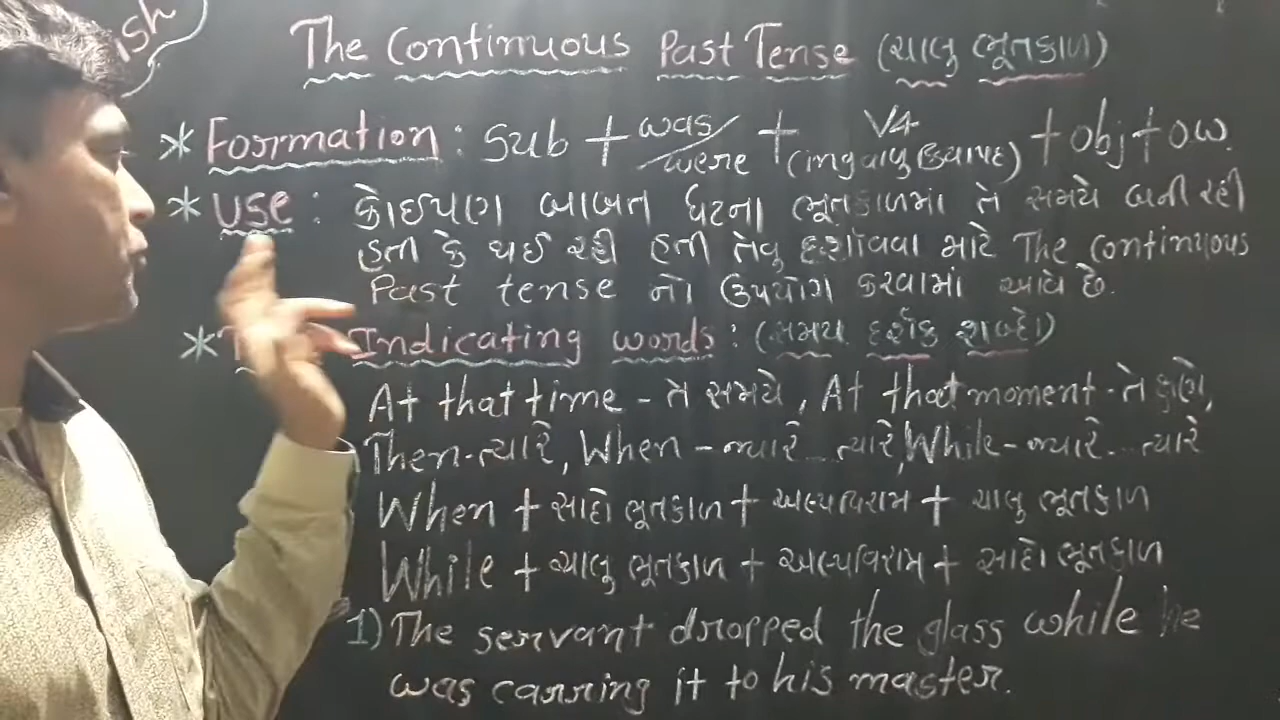 ish
The Continuous Past Tense (ચાલુ ભૂતકાળ)
* Formation : Sub + was/were + V4 (ing વાળુ ક્રિયાપદ) + obj + o.w.
* Use : કોઈપણ બાબત ઘટના ભૂતકાળમાં તે સમયે બની રહી
હતી કે થઈ રહી હતી તેવુ દર્શાવવા માટે The Continuous
Past tense નો ઉપયોગ કરવામાં આવે છે.
* Indicating words : (સમય દર્શક શબ્દો)
At that time - તે સમયે, At that moment - તે ક્ષણે,
Then - ત્યારે, When - જ્યારે... ત્યારે, While - જ્યારે... ત્યારે
When + સાદો ભૂતકાળ + અલ્પવિરામ + ચાલુ ભૂતકાળ
While + ચાલુ ભૂતકાળ + અલ્પવિરામ + સાદો ભૂતકાળ
1) The servant dropped the glass while he
was carring it to his master.